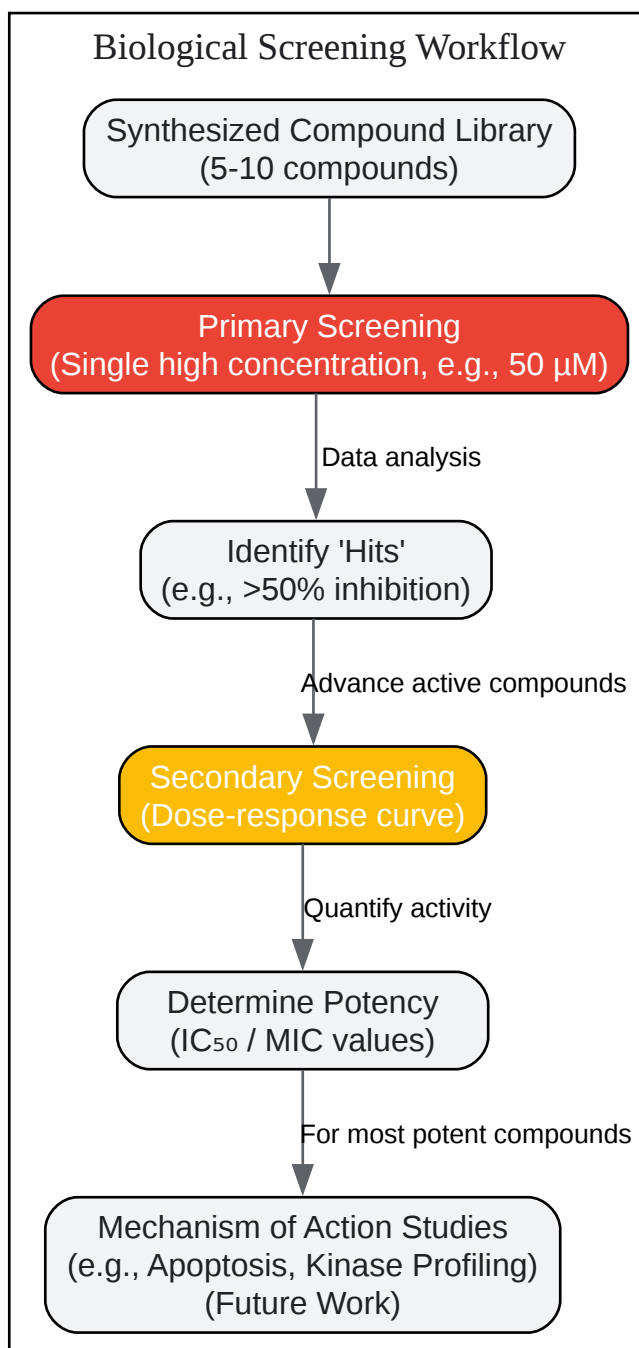 Biological Screening Workflow
Synthesized Compound Library
(5-10 compounds)
Primary Screening
(Single high concentration, e.g., 50 µM)
Data analysis
Identify 'Hits'
(e.g., >50% inhibition)
Advance active compounds
Secondary Screening
(Dose-response curve)
Quantify activity
Determine Potency
(IC₅₀ / MIC values)
For most potent compounds
Mechanism of Action Studies
(e.g., Apoptosis, Kinase Profiling)
(Future Work)